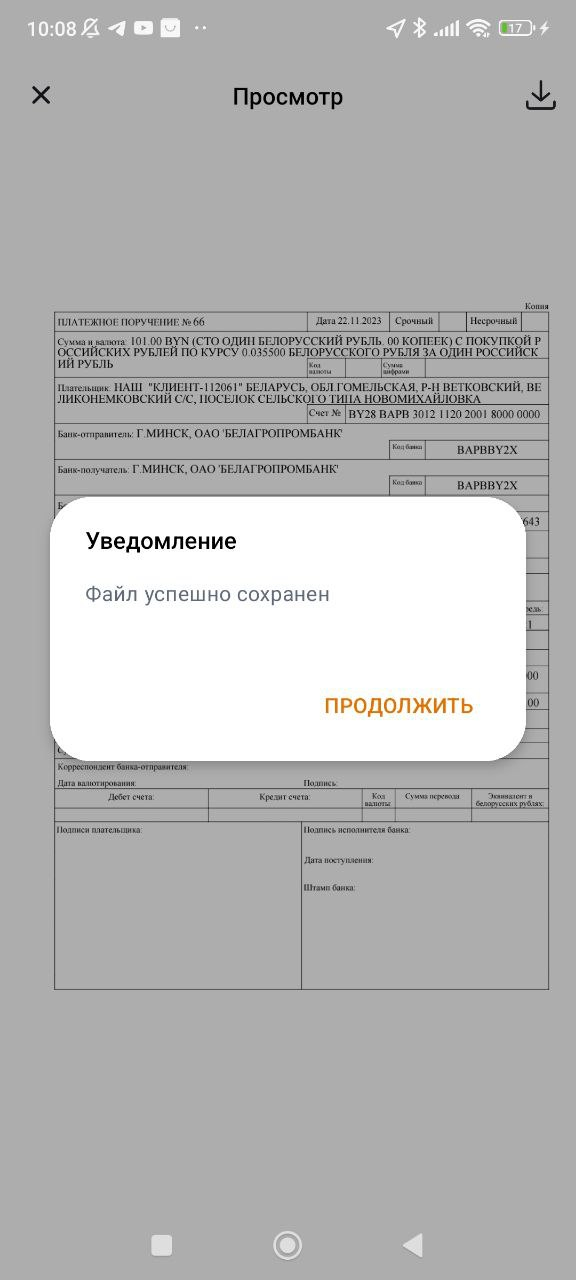 10:08
17
Просмотр
Копия
ПЛАТЕЖНОЕ ПОРУЧЕНИЕ № 66
Дата 22.11.2023
Срочный
Несрочный
Сумма и валюта: 101.00 BYN (СТО ОДИН БЕЛОРУССКИЙ РУБЛЬ, 00 КОПЕЕК) С ПОКУПКОЙ Р
ОССИЙСКИХ РУБЛЕЙ ПО КУРСУ 0.035500 БЕЛОРУССКОГО РУБЛЯ ЗА ОДИН РОССИЙСК
ИЙ РУБЛЬ
Код валюты
Сумма цифрами
Плательщик: НАШ "КЛИЕНТ-112061" БЕЛАРУСЬ, ОБЛ.ГОМЕЛЬСКАЯ, Р-Н ВЕТКОВСКИЙ, ВЕ
ЛИКОНЕМКОВСКИЙ С/С, ПОСЕЛОК СЕЛЬСКОГО ТИПА НОВОМИХАЙЛОВКА
Счет № BY28 BAPB 3012 1120 2001 8000 0000
Банк-отправитель: Г.МИНСК, ОАО 'БЕЛАГРОПРОМБАНК'
Код банка
BAPBBY2X
Банк-получатель: Г.МИНСК, ОАО 'БЕЛАГРОПРОМБАНК'
Код банка
BAPBBY2X
643
Уведомление
Файл успешно сохранен
ПРОДОЛЖИТЬ
1
00
00
Корреспондент банка-отправителя:
Дата валютирования:
Подпись:
Дебет счета:
Кредит счета:
Код валюты
Сумма перевода
Эквивалент в белорусских рублях:
Подписи плательщика:
Подпись исполнителя банка:
Дата поступления:
Штамп банка: